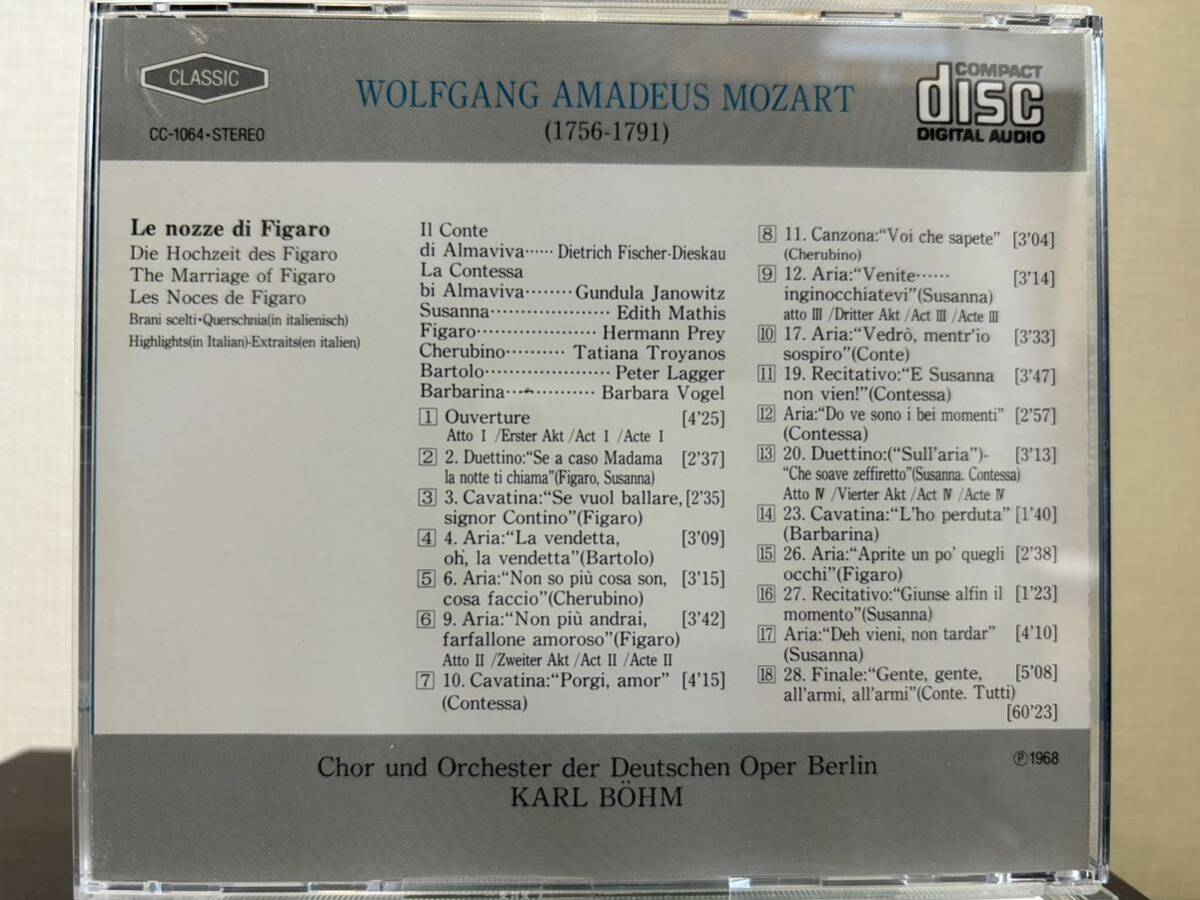 CLASSIC
CC-1064•STEREO
WOLFGANG AMADEUS MOZART
(1756-1791)
COMPACT
disc
DIGITAL AUDIO
Le nozze di Figaro
Die Hochzeit des Figaro
The Marriage of Figaro
Les Noces de Figaro
Brani scelti•Querschnia(in italienisch)
Highlights(in Italian)-Extraits(en italien)
Il Conte
di Almaviva······ Dietrich Fischer-Dieskau
La Contessa
bi Almaviva········ Gundula Janowitz
Susanna····················· Edith Mathis
Figaro····················· Hermann Prey
Cherubino·········· Tatiana Troyanos
Bartolo······················ Peter Lagger
Barbarina················ Barbara Vogel
1 Ouverture [4'25]
Atto Ⅰ /Erster Akt /Act Ⅰ /Acte Ⅰ
2 2. Duettino:“Se a caso Madama [2'37]
la notte ti chiama”(Figaro, Susanna)
3 3. Cavatina:“Se vuol ballare, [2'35]
signor Contino”(Figaro)
4 4. Aria:“La vendetta, [3'09]
oh, la vendetta”(Bartolo)
5 6. Aria:“Non so più cosa son, [3'15]
cosa faccio”(Cherubino)
6 9. Aria:“Non più andrai, [3'42]
farfallone amoroso”(Figaro)
Atto Ⅱ /Zweiter Akt /Act Ⅱ /Acte Ⅱ
7 10. Cavatina:“Porgi, amor” [4'15]
(Contessa)
8 11. Canzona:“Voi che sapete” [3'04]
(Cherubino)
9 12. Aria:“Venite······ [3'14]
inginocchiatevi”(Susanna)
atto Ⅲ /Dritter Akt /Act Ⅲ /Acte Ⅲ
10 17. Aria:“Vedrò, mentr'io [3'33]
sospiro”(Conte)
11 19. Recitativo:“E Susanna [3'47]
non vien!”(Contessa)
12 Aria:“Do ve sono i bei momenti” [2'57]
(Contessa)
13 20. Duettino:(“Sull'aria”)- [3'13]
“Che soave zeffiretto”(Susanna. Contessa)
Atto Ⅳ /Vierter Akt /Act Ⅳ /Acte Ⅳ
14 23. Cavatina:“L'ho perduta” [1'40]
(Barbarina)
15 26. Aria:“Aprite un po' quegli [2'38]
occhi”(Figaro)
16 27. Recitativo:“Giunse alfin il [1'23]
momento”(Susanna)
17 Aria:“Deh vieni, non tardar” [4'10]
(Susanna)
18 28. Finale:“Gente, gente, [5'08]
all'armi, all'armi”(Conte. Tutti)
[60'23]
Chor und Orchester der Deutschen Oper Berlin
KARL BÖHM
℗1968